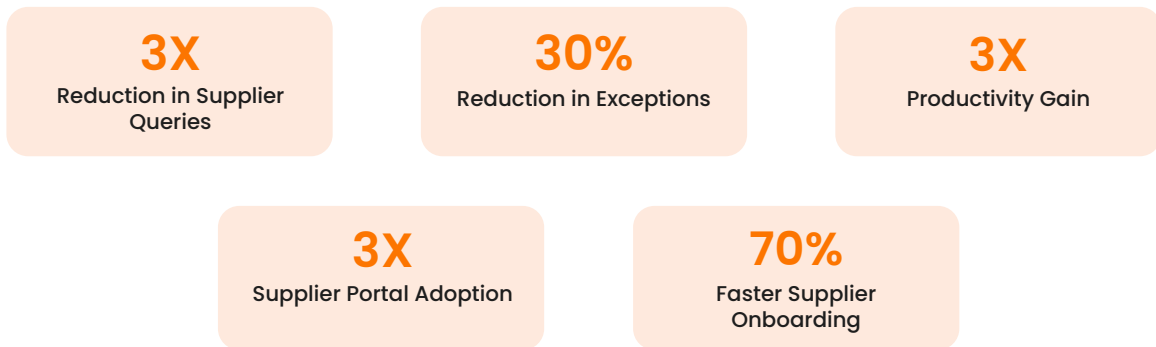 3X
Reduction in Supplier
Queries
30%
Reduction in Exceptions
3X
Productivity Gain
3X
Supplier Portal Adoption
70%
Faster Supplier
Onboarding